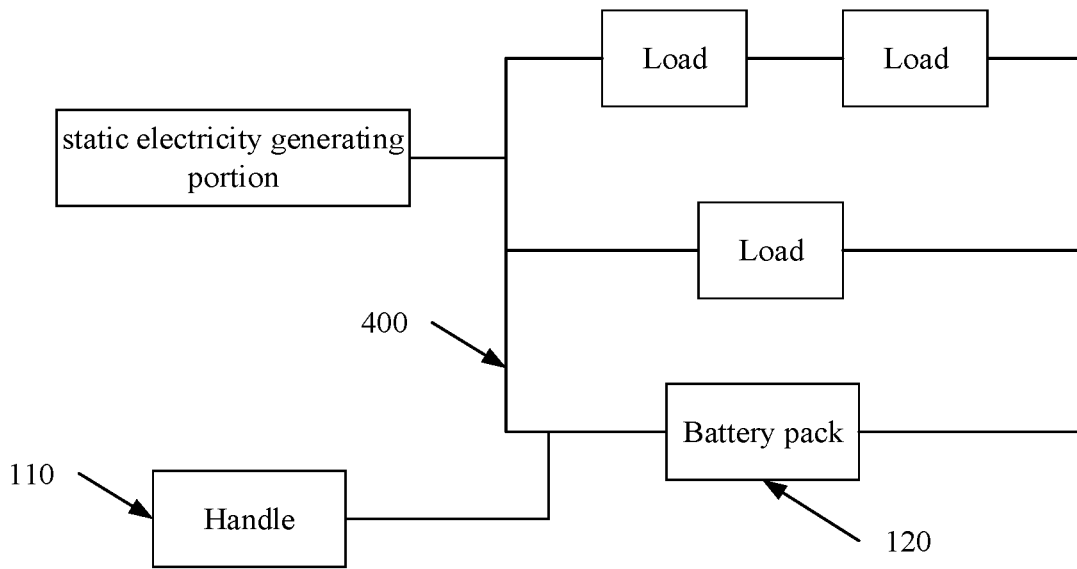 Load
Load
static electricity generating
portion
Load
400
Battery pack
110
Handle
120